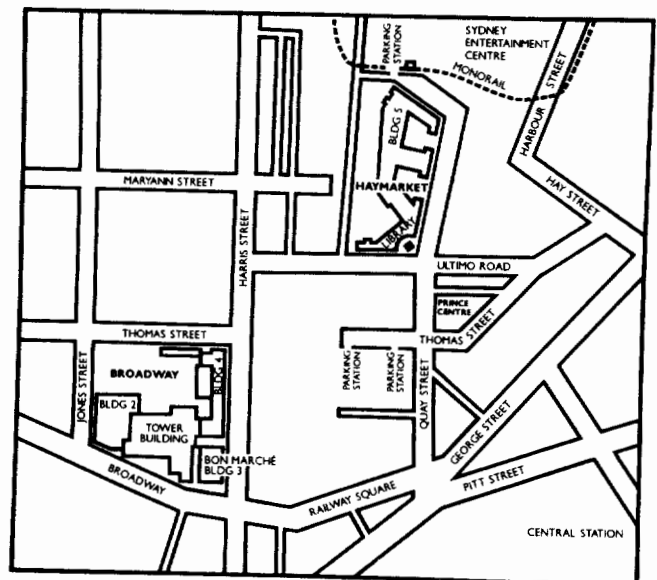 SYDNEY
ENTERTAINMENT
CENTRE
PARKING
STATION
MONORAIL
HARBOUR STREET
BLDG 5
HAYMARKET
LIBRARY
HAY STREET
MARYANN STREET
HARRIS STREET
ULTIMO ROAD
PRINCE
CENTRE
THOMAS STREET
THOMAS STREET
JONES STREET
BROADWAY
BLDG 4
BLDG 2
TOWER
BUILDING
BON MARCHÉ
BLDG 3
PARKING
STATION
PARKING
STATION
QUAY STREET
GEORGE STREET
PITT STREET
BROADWAY
RAILWAY SQUARE
CENTRAL STATION